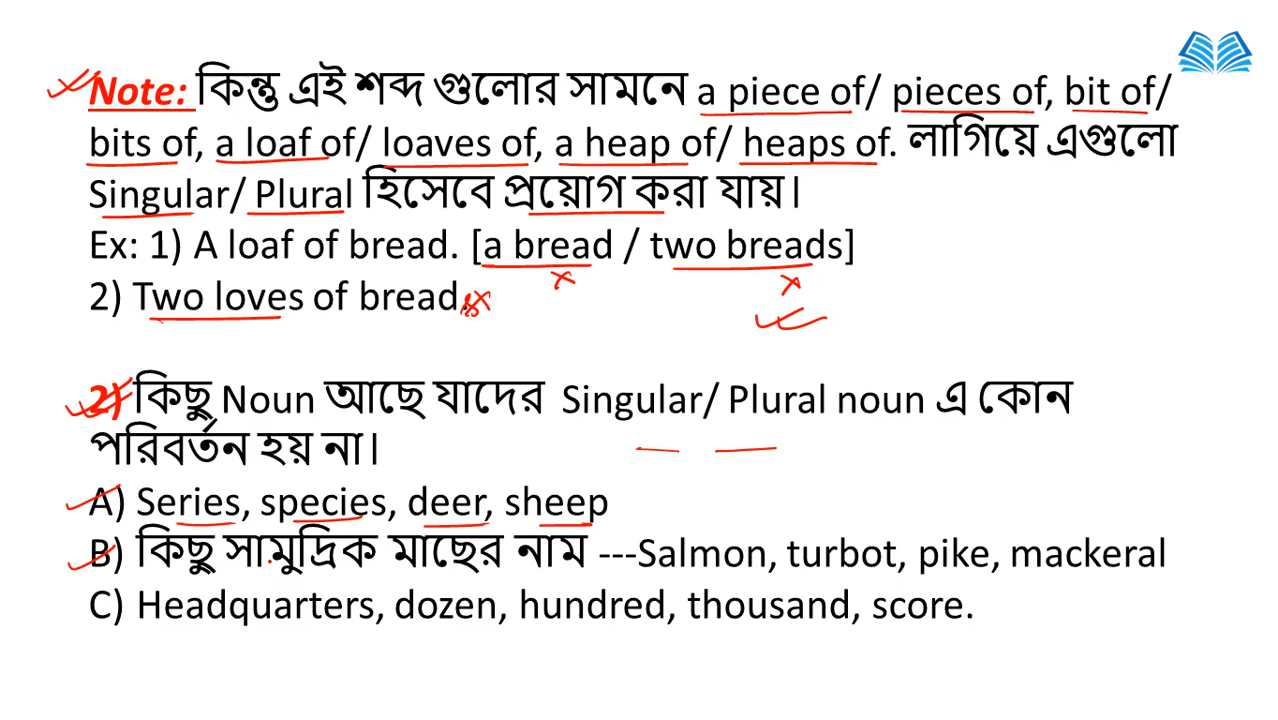 Note: কিন্তু এই শব্দ গুলোর সামনে a piece of/ pieces of, bit of/
bits of, a loaf of/ loaves of, a heap of/ heaps of. লাগিয়ে এগুলো
Singular/ Plural হিসেবে প্রয়োগ করা যায়।
Ex: 1) A loaf of bread. [a bread / two breads]
2) Two loves of bread.
2) কিছু Noun আছে যাদের Singular/ Plural noun এ কোন
পরিবর্তন হয় না।
A) Series, species, deer, sheep
B) কিছু সামুদ্রিক মাছের নাম ---Salmon, turbot, pike, mackeral
C) Headquarters, dozen, hundred, thousand, score.